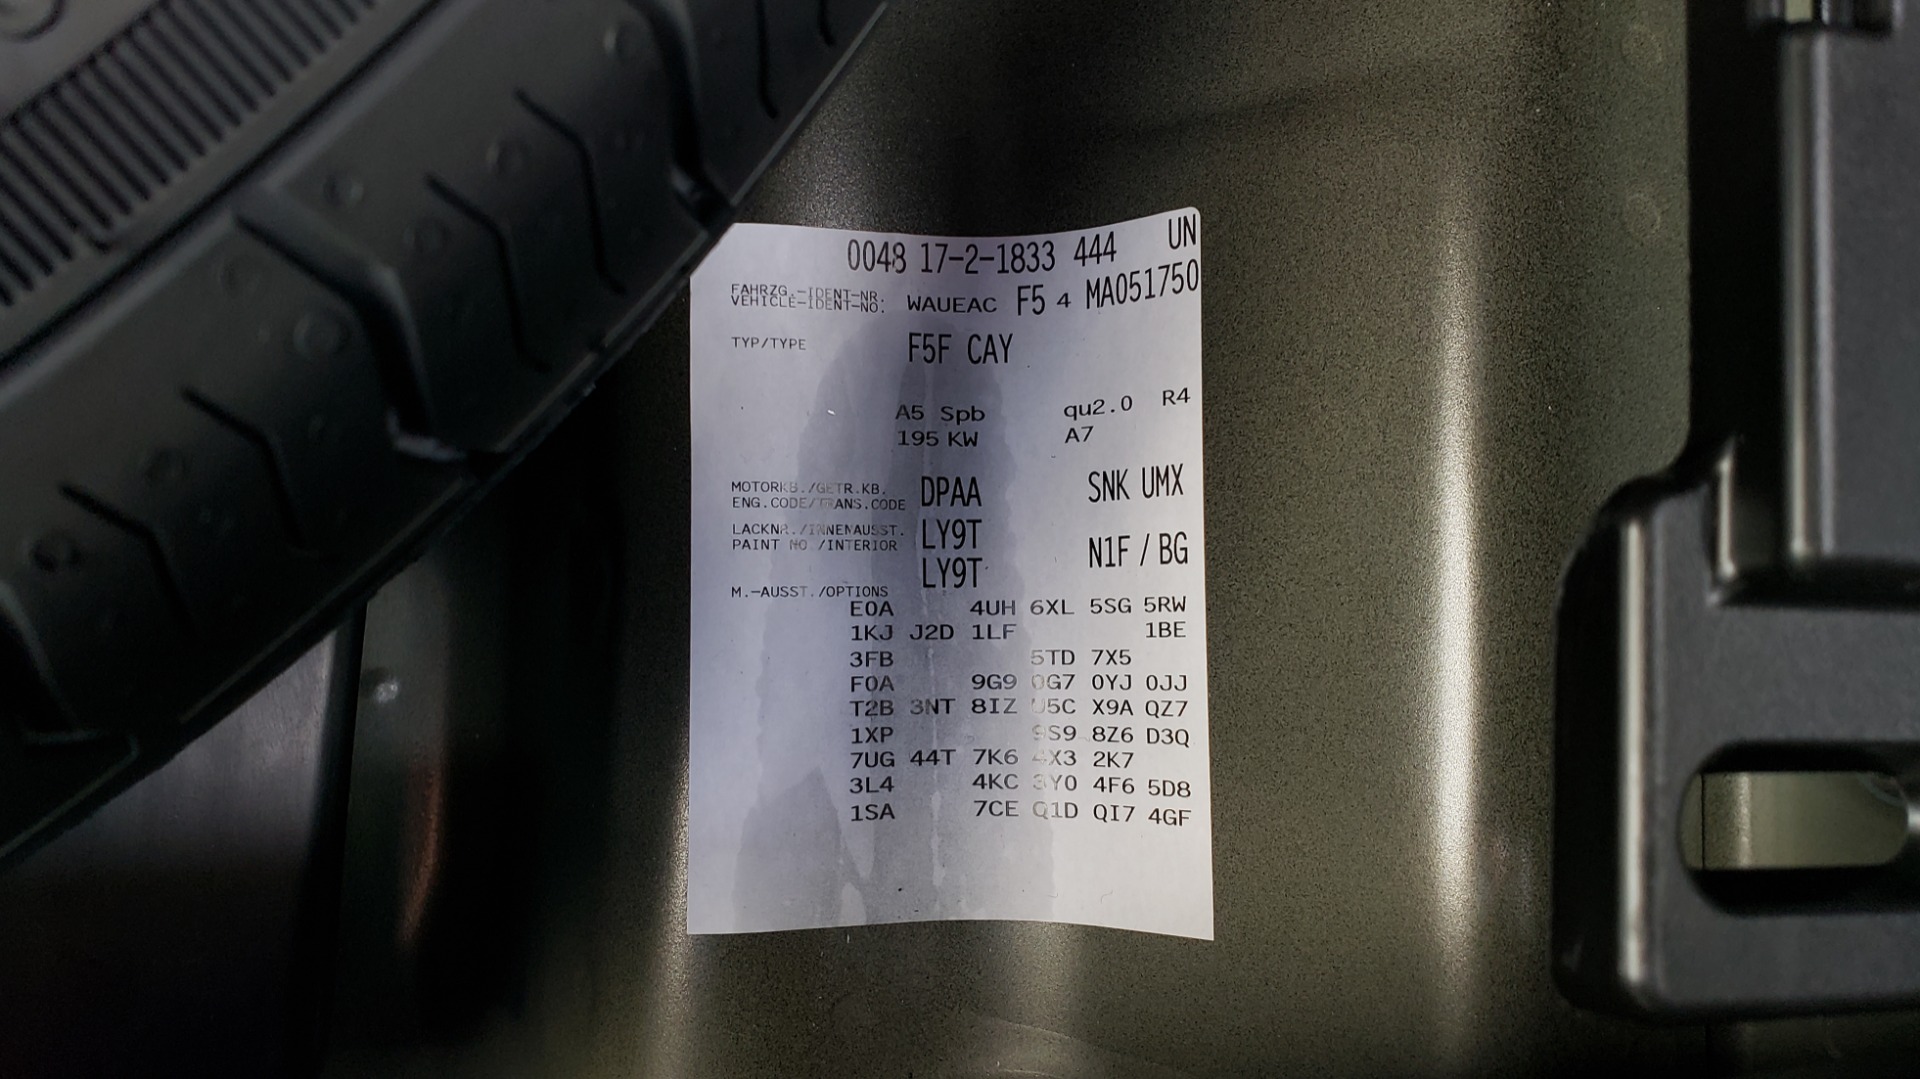 0048 17-2-1833 444 UN
FAHRZG.-IDENT-NR.
VEHICLE-IDENT-NO: WAUEAC F5 4 MA051750
TYP/TYPE F5F CAY
A5 Spb qu2.0 R4
195 KW A7
MOTORKB./GETR.KB.
ENG.CODE/TRANS.CODE DPAA SNK UMX
LACKNR./INNENAUSST.
PAINT NO./INTERIOR LY9T N1F / BG
LY9T
M.-AUSST./OPTIONS
E0A 4UH 6XL 5SG 5RW
1KJ J2D 1LF 1BE
3FB 5TD 7X5
F0A 9G9 0G7 0YJ 0JJ
T2B 3NT 8IZ U5C X9A QZ7
1XP 9S9 8Z6 D3Q
7UG 44T 7K6 4X3 2K7
3L4 4KC 3Y0 4F6 5D8
1SA 7CE Q1D QI7 4GF